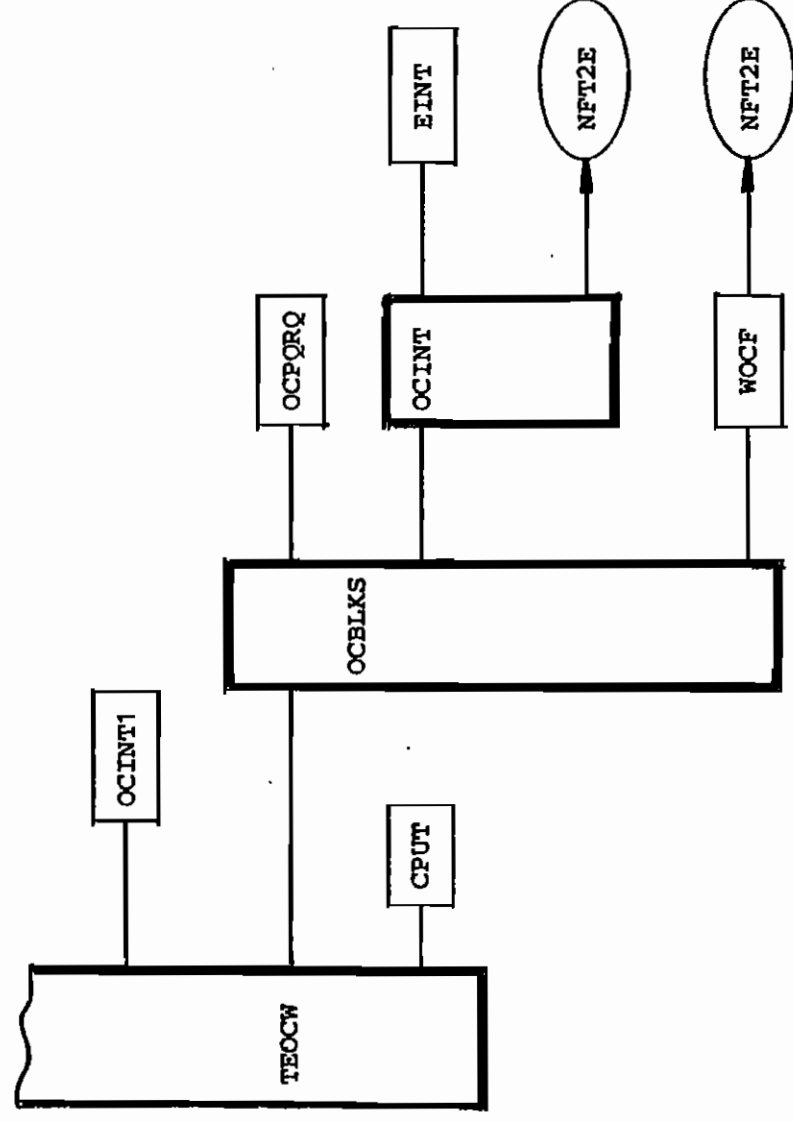 OCINT1
TEOCW
OCPQRQ
OCBLKS
CPUT
OCINT
EINT
NFT2E
WOCF
NFT2E